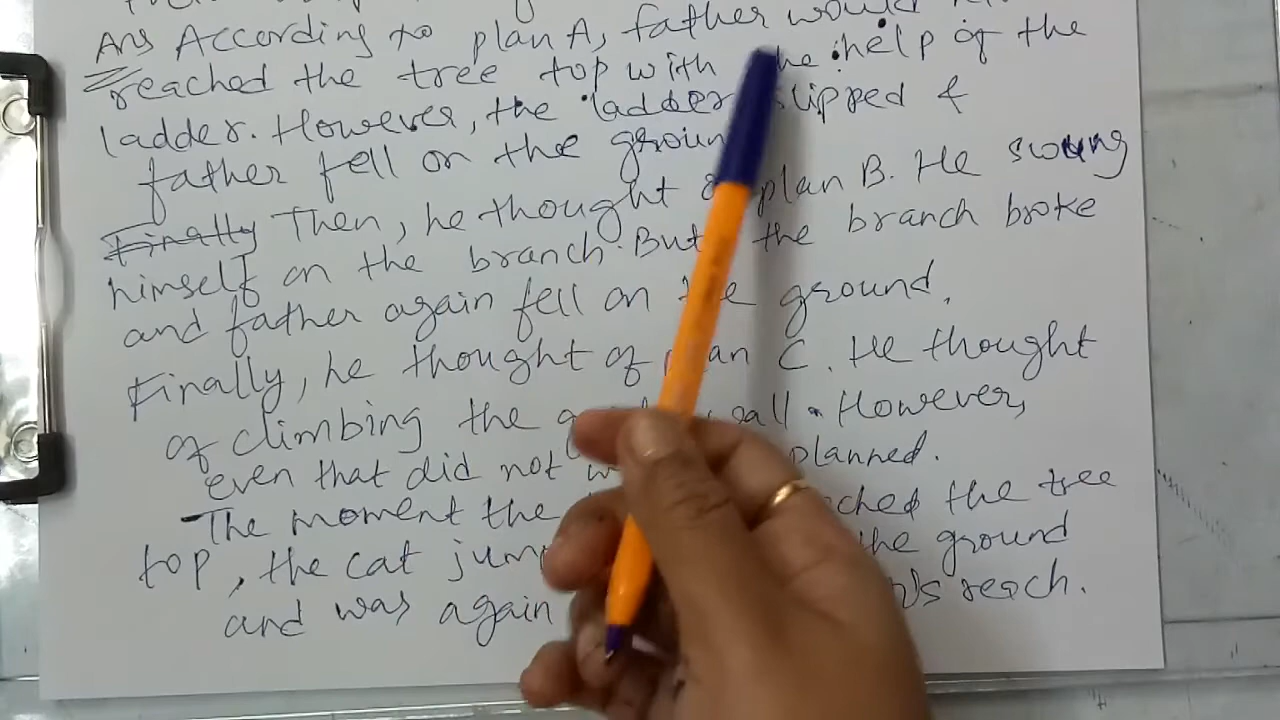 Ans According to plan A, father would
reached the tree top with the help of the
ladder. However, the ladder slipped &
father fell on the groun
Finally Then, he thought plan B. He swung
himself on the branch. But the branch broke
and father again fell on the ground.
Finally, he thought of an C. He thought
of climbing the all. However,
even that did not planned.
The moment the ched the tree
top, the cat jum the ground
and was again 's reach.